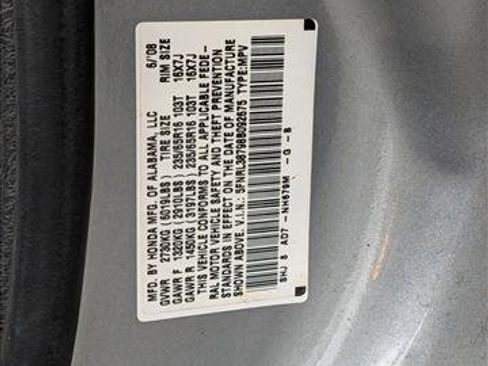 MFD. BY HONDA MFG. OF ALABAMA, LLC 6/'08
GVWR 2730KG (6019LBS) TIRE SIZE RIM SIZE
GAWR F 1320KG (2910LBS) 235/65R16 103T 16X7J
GAWR R 1450KG (3197LBS) 235/65R16 103T 16X7J
THIS VEHICLE CONFORMS TO ALL APPLICABLE FEDE-
RAL MOTOR VEHICLE SAFETY AND THEFT PREVENTION
STANDARDS IN EFFECT ON THE DATE OF MANUFACTURE
SHOWN ABOVE. V.I.N.: 5FNRL38798B092675 TYPE:MPV
SHJ 8 AD7 - NH679M - G - B